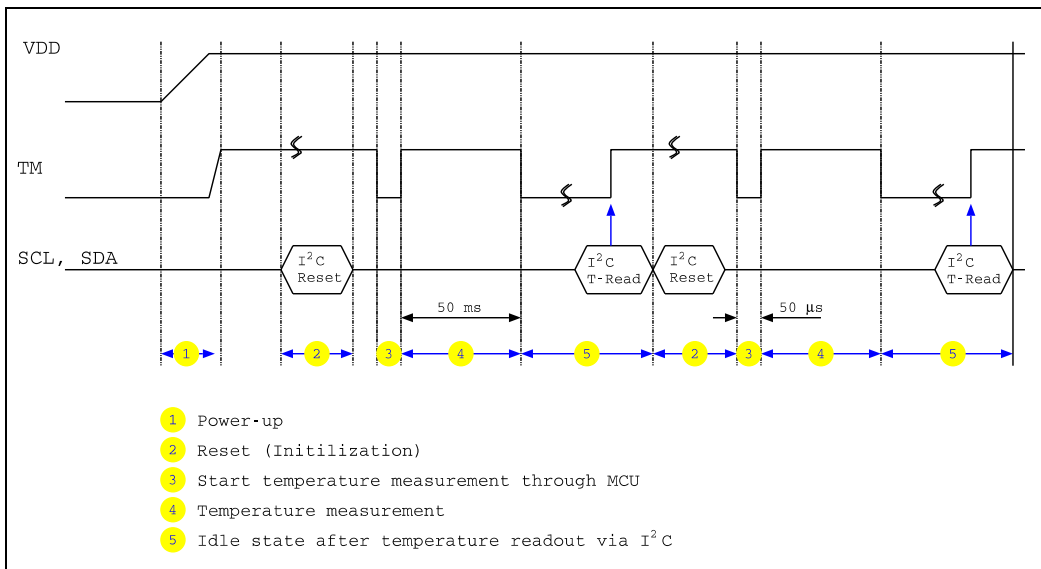 VDD
TM
SCL, SDA
I²C Reset
I²C T-Read
I²C Reset
I²C T-Read
50 ms
50 µs
1
2
3
4
5
2
3
4
5
1 Power-up
2 Reset (Initilization)
3 Start temperature measurement through MCU
4 Temperature measurement
5 Idle state after temperature readout via I²C